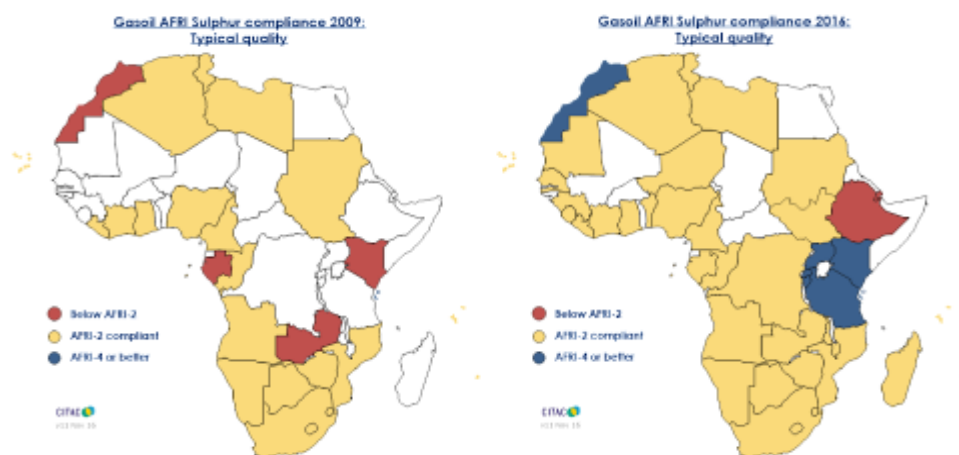 Gasoil AFRI Sulphur compliance 2009:
Typical quality
Below AFRI-2
AFRI-2 compliant
AFRI-4 or better
CITAC
Gasoil AFRI Sulphur compliance 2016:
Typical quality
Below AFRI-2
AFRI-2 compliant
AFRI-4 or better
CITAC